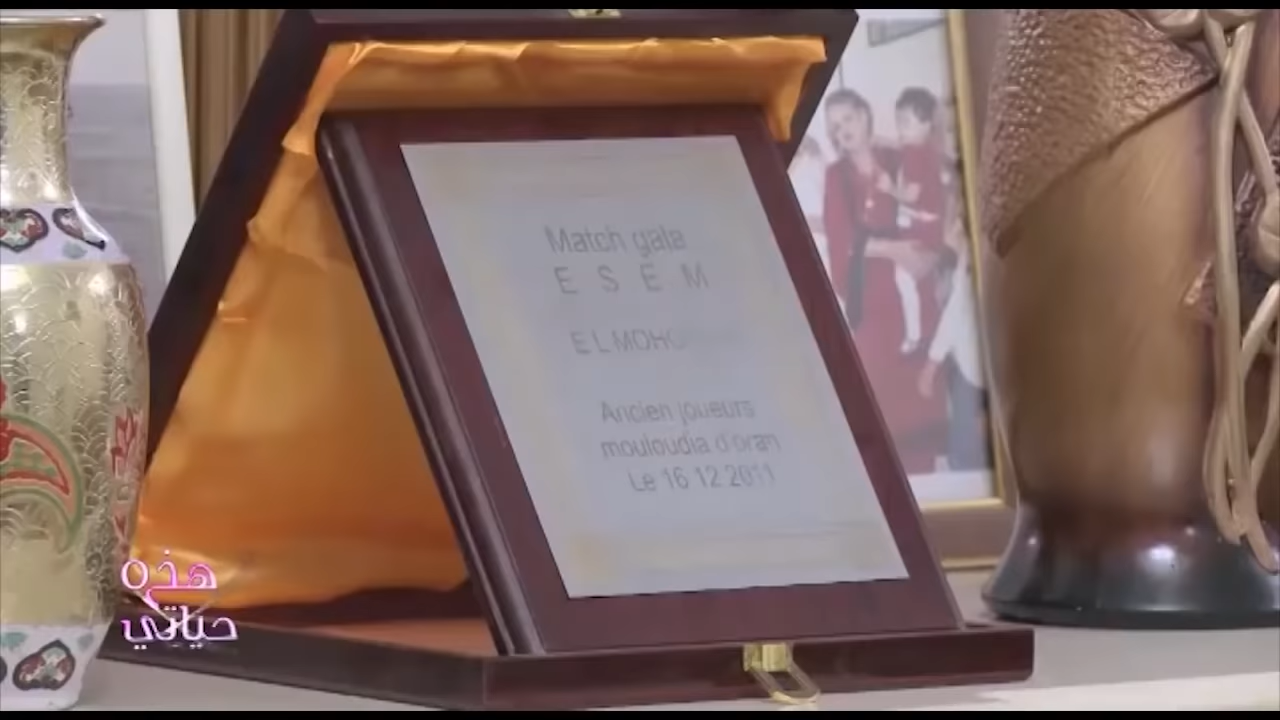 Match gala
E S E M
Ancien joueurs
mouloudia d'oran
Le 16 12 2011
هذه
حياتي